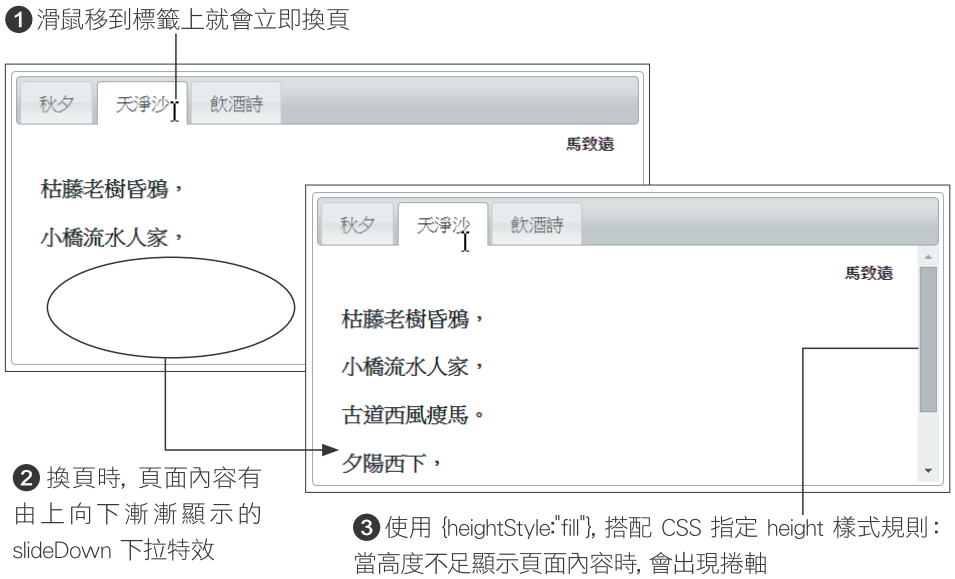 ❶ 滑鼠移到標籤上就會立即換頁
秋夕 天淨沙 飲酒詩
馬致遠
枯藤老樹昏鴉，
小橋流水人家，
秋夕 天淨沙 飲酒詩
馬致遠
枯藤老樹昏鴉，
小橋流水人家，
古道西風瘦馬。
夕陽西下，
❷ 換頁時, 頁面內容有
由上向下漸漸顯示的
slideDown 下拉特效
❸ 使用 {heightStyle:"fill"}, 搭配 CSS 指定 height 樣式規則：
當高度不足顯示頁面內容時, 會出現捲軸